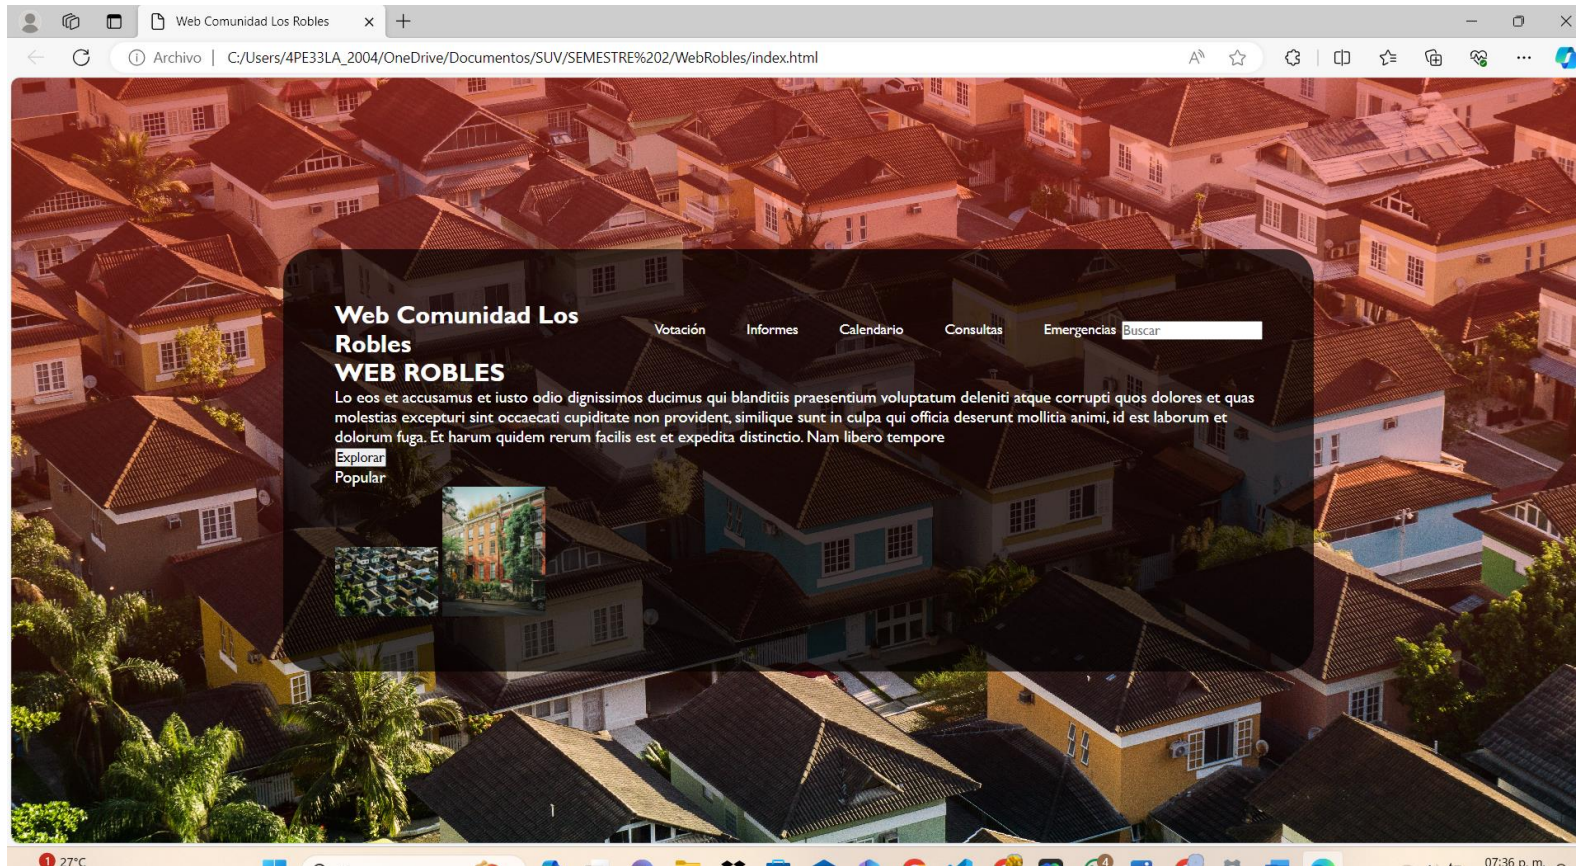 Web Comunidad Los Robles
Archivo | C:/Users/4PE33LA_2004/OneDrive/Documentos/SUV/SEMESTRE%202/WebRobles/index.html
Web Comunidad Los
Robles
Votación Informes Calendario Consultas Emergencias Buscar
WEB ROBLES
Lo eos et accusamus et iusto odio dignissimos ducimus qui blanditiis praesentium voluptatum deleniti atque corrupti quos dolores et quas
molestias excepturi sint occaecati cupiditate non provident, similique sunt in culpa qui officia deserunt mollitia animi, id est laborum et
dolorum fuga. Et harum quidem rerum facilis est et expedita distinctio. Nam libero tempore
Explorar
Popular
1 27°C
4
07:36 p. m.